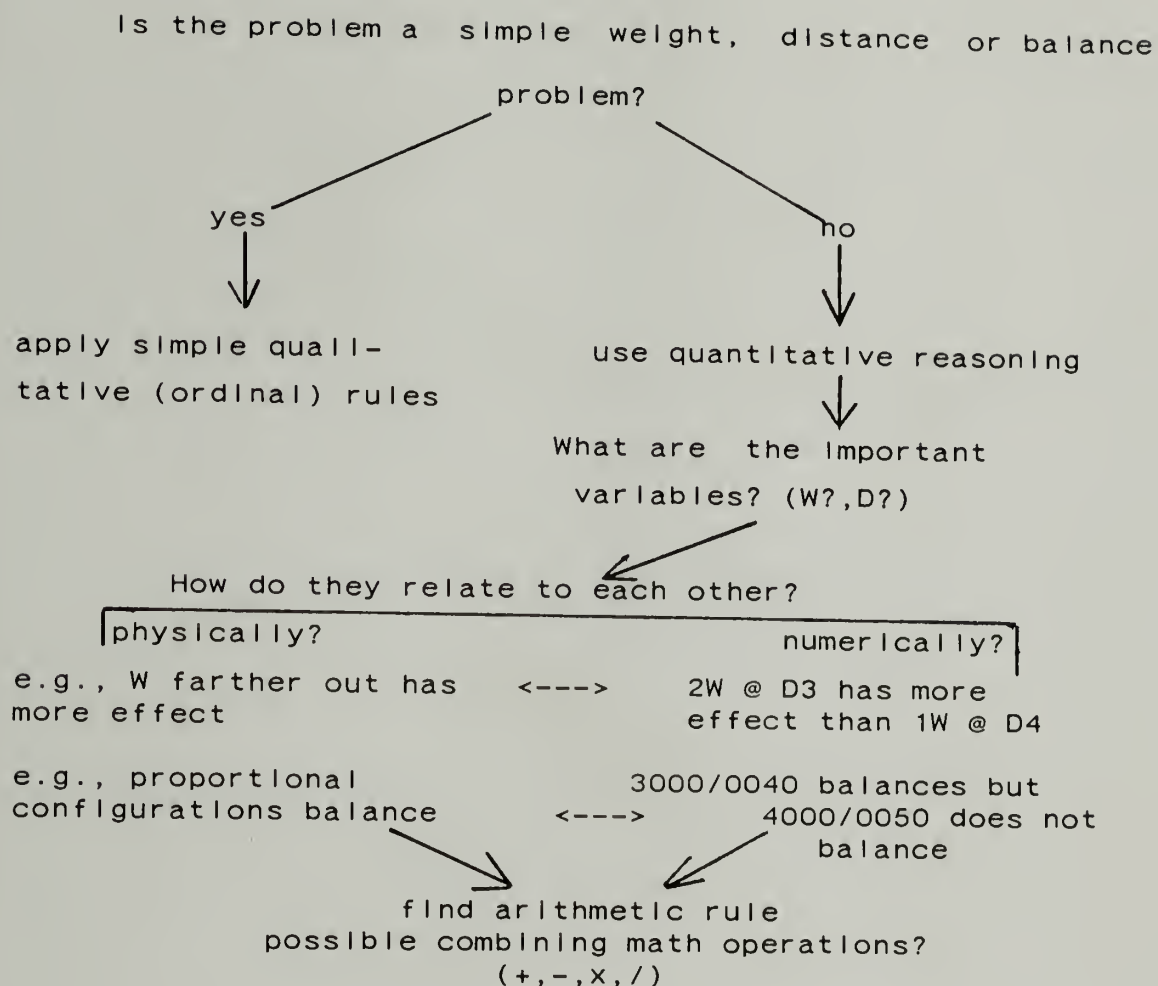 Is the problem a simple weight, distance or balance
problem?
yes
no
apply simple quali-
tative (ordinal) rules
use quantitative reasoning
What are the important
variables? (W?,D?)
How do they relate to each other?
physically?
numerically?
e.g., W farther out has
more effect
<--->
2W @ D3 has more
effect than 1W @ D4
e.g., proportional
configurations balance
<--->
3000/0040 balances but
4000/0050 does not
balance
find arithmetic rule
possible combining math operations?
(+,-,x,/)